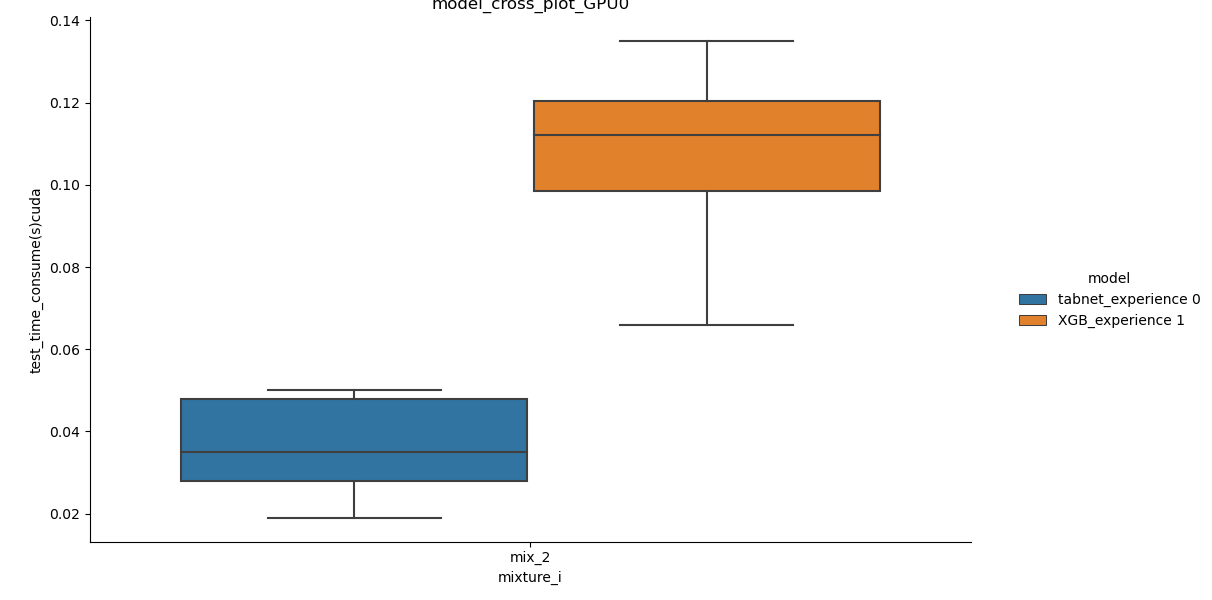 model_cross_plot_GPU0
0.14
0.12
0.10
0.08
0.06
0.04
0.02
test_time_consume(s)cuda
mix_2
mixture_i
model
tabnet_experience 0
XGB_experience 1